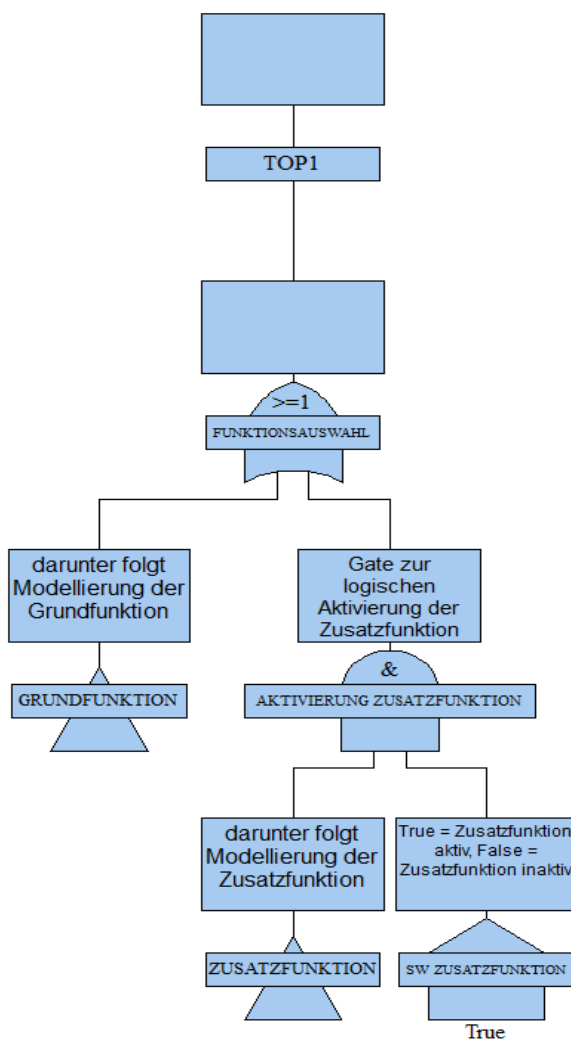 TOP1
>=1
FUNKTIONSAUSWAHL
darunter folgt
Modellierung der
Grundfunktion
GRUNDFUNKTION
Gate zur
logischen
Aktivierung der
Zusatzfunktion
&
AKTIVIERUNG ZUSATZFUNKTION
darunter folgt
Modellierung der
Zusatzfunktion
ZUSATZFUNKTION
True = Zusatzfunktion
aktiv, False =
Zusatzfunktion inaktiv
SW ZUSATZFUNKTION
True